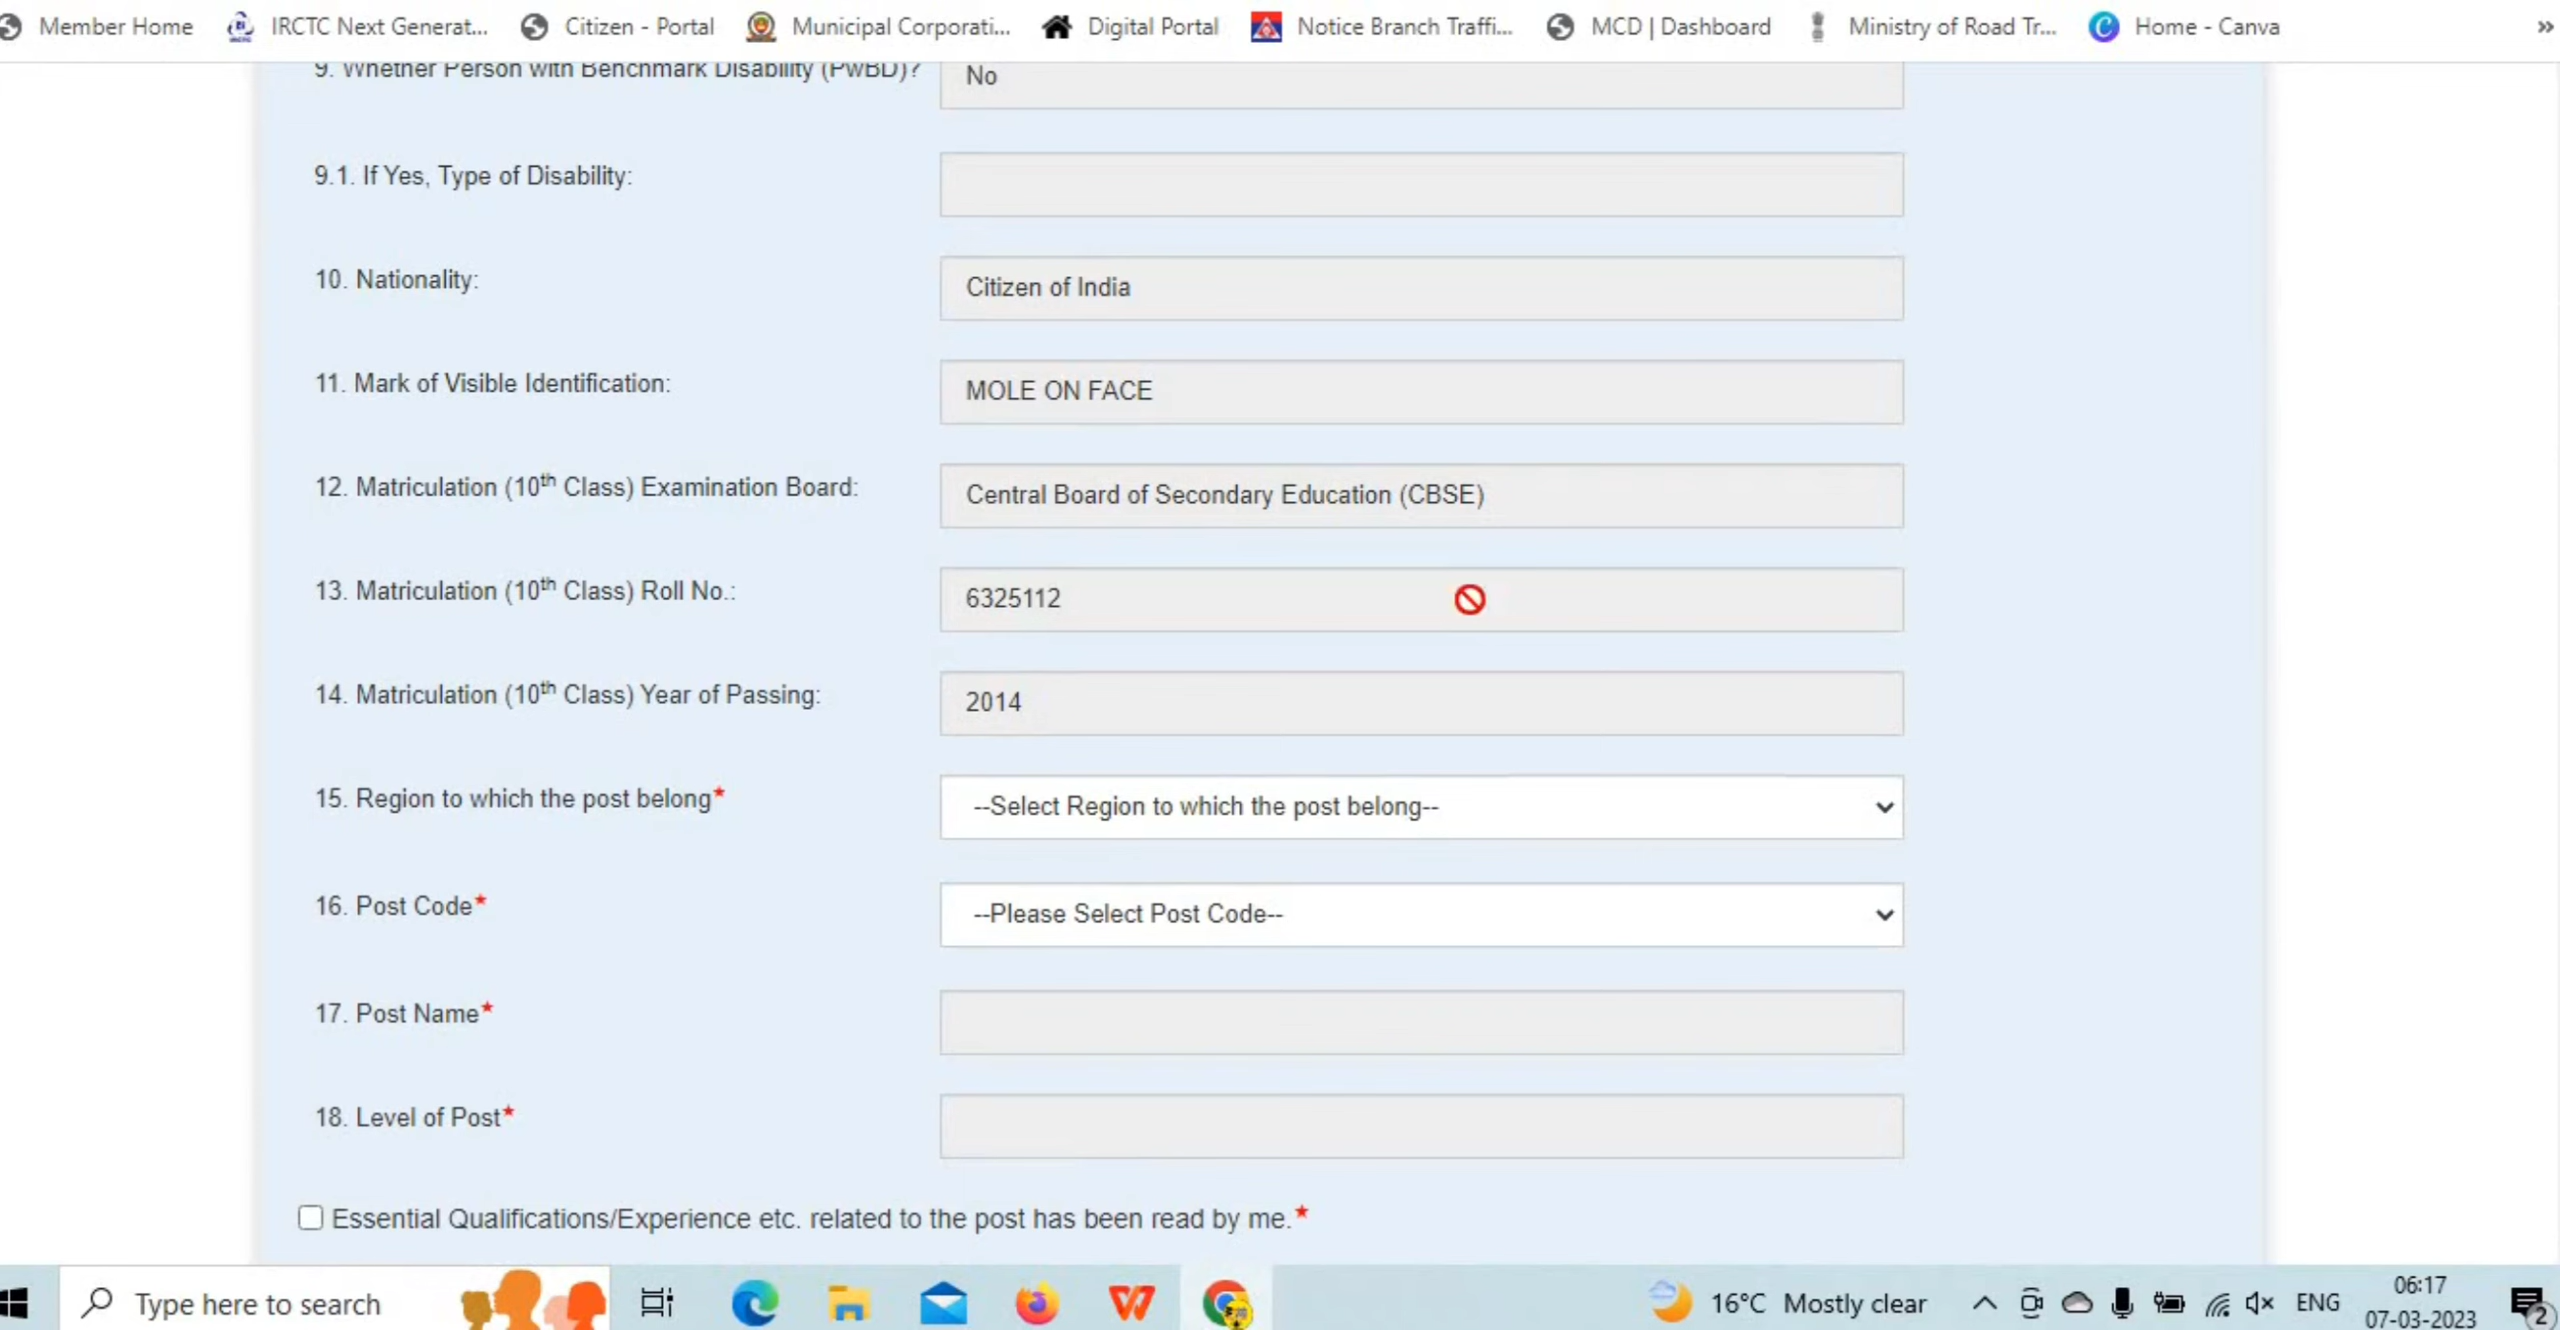 Member Home IRCTC Next Generat... Citizen - Portal Municipal Corporati... Digital Portal Notice Branch Traffi... MCD | Dashboard Ministry of Road Tr... Home - Canva »
9. Whether Person with Benchmark Disability (PwBD)? No
9.1. If Yes, Type of Disability:
10. Nationality: Citizen of India
11. Mark of Visible Identification: MOLE ON FACE
12. Matriculation (10th Class) Examination Board: Central Board of Secondary Education (CBSE)
13. Matriculation (10th Class) Roll No.: 6325112
14. Matriculation (10th Class) Year of Passing: 2014
15. Region to which the post belong* --Select Region to which the post belong--
16. Post Code* --Please Select Post Code--
17. Post Name*
18. Level of Post*
Essential Qualifications/Experience etc. related to the post has been read by me.*
Type here to search 16°C Mostly clear ENG 06:17
07-03-2023 2